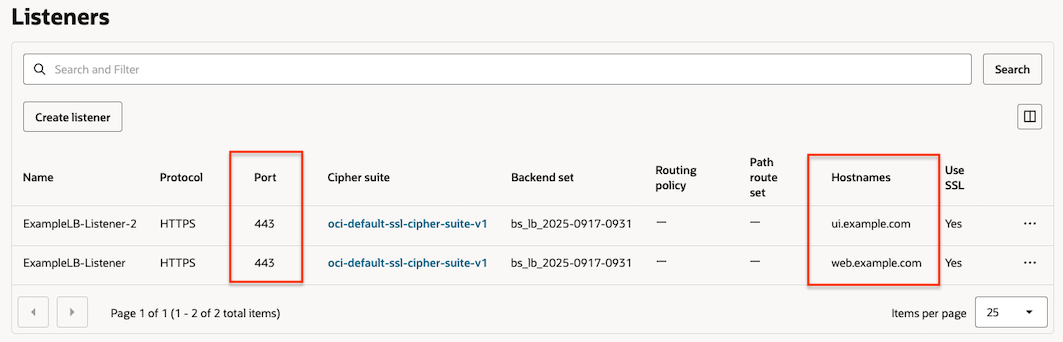 Listeners
Search and Filter
Search
Create listener
Name Protocol Port Cipher suite Backend set Routing policy Path route set Hostnames Use SSL
ExampleLB-Listener-2 HTTPS 443 oci-default-ssl-cipher-suite-v1 bs_lb_2025-0917-0931 — — ui.example.com Yes ...
ExampleLB-Listener HTTPS 443 oci-default-ssl-cipher-suite-v1 bs_lb_2025-0917-0931 — — web.example.com Yes ...
Page 1 of 1 (1 - 2 of 2 total items) Items per page 25